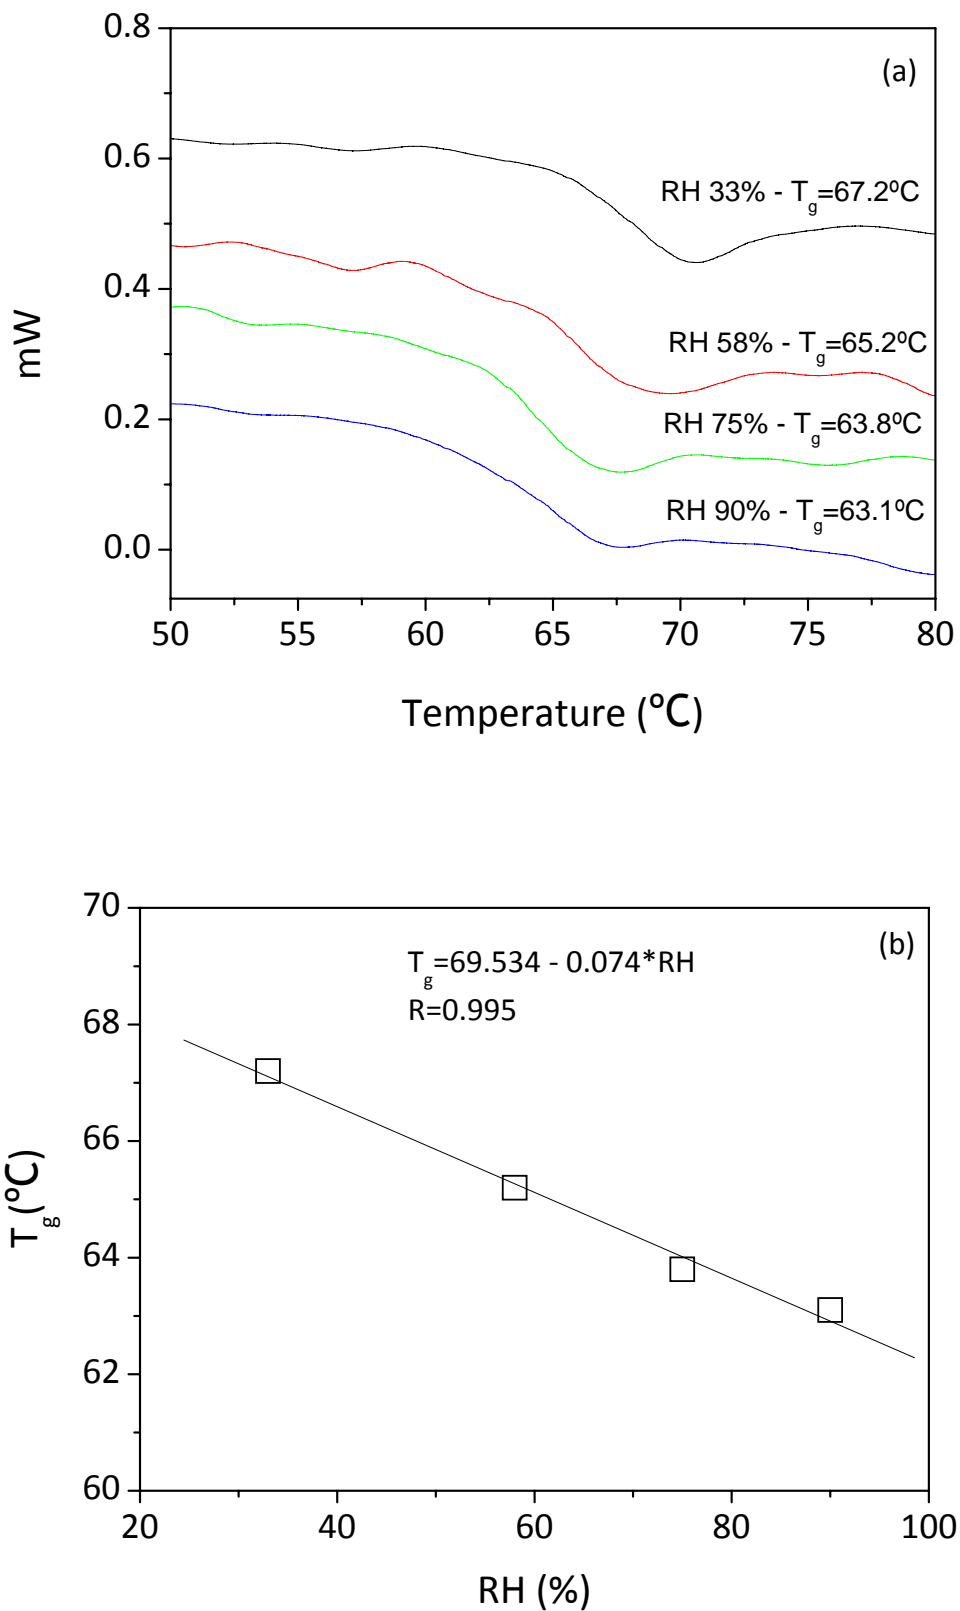 0.8
(a)
0.6
RH 33% - Tg=67.2ºC
0.4
mW
RH 58% - Tg=65.2ºC
0.2
RH 75% - Tg=63.8ºC
RH 90% - Tg=63.1ºC
0.0
50 55 60 65 70 75 80
Temperature (ºC)
70
(b)
Tg=69.534 - 0.074*RH
R=0.995
68
66
Tg(ºC)
64
62
60
20 40 60 80 100
RH (%)